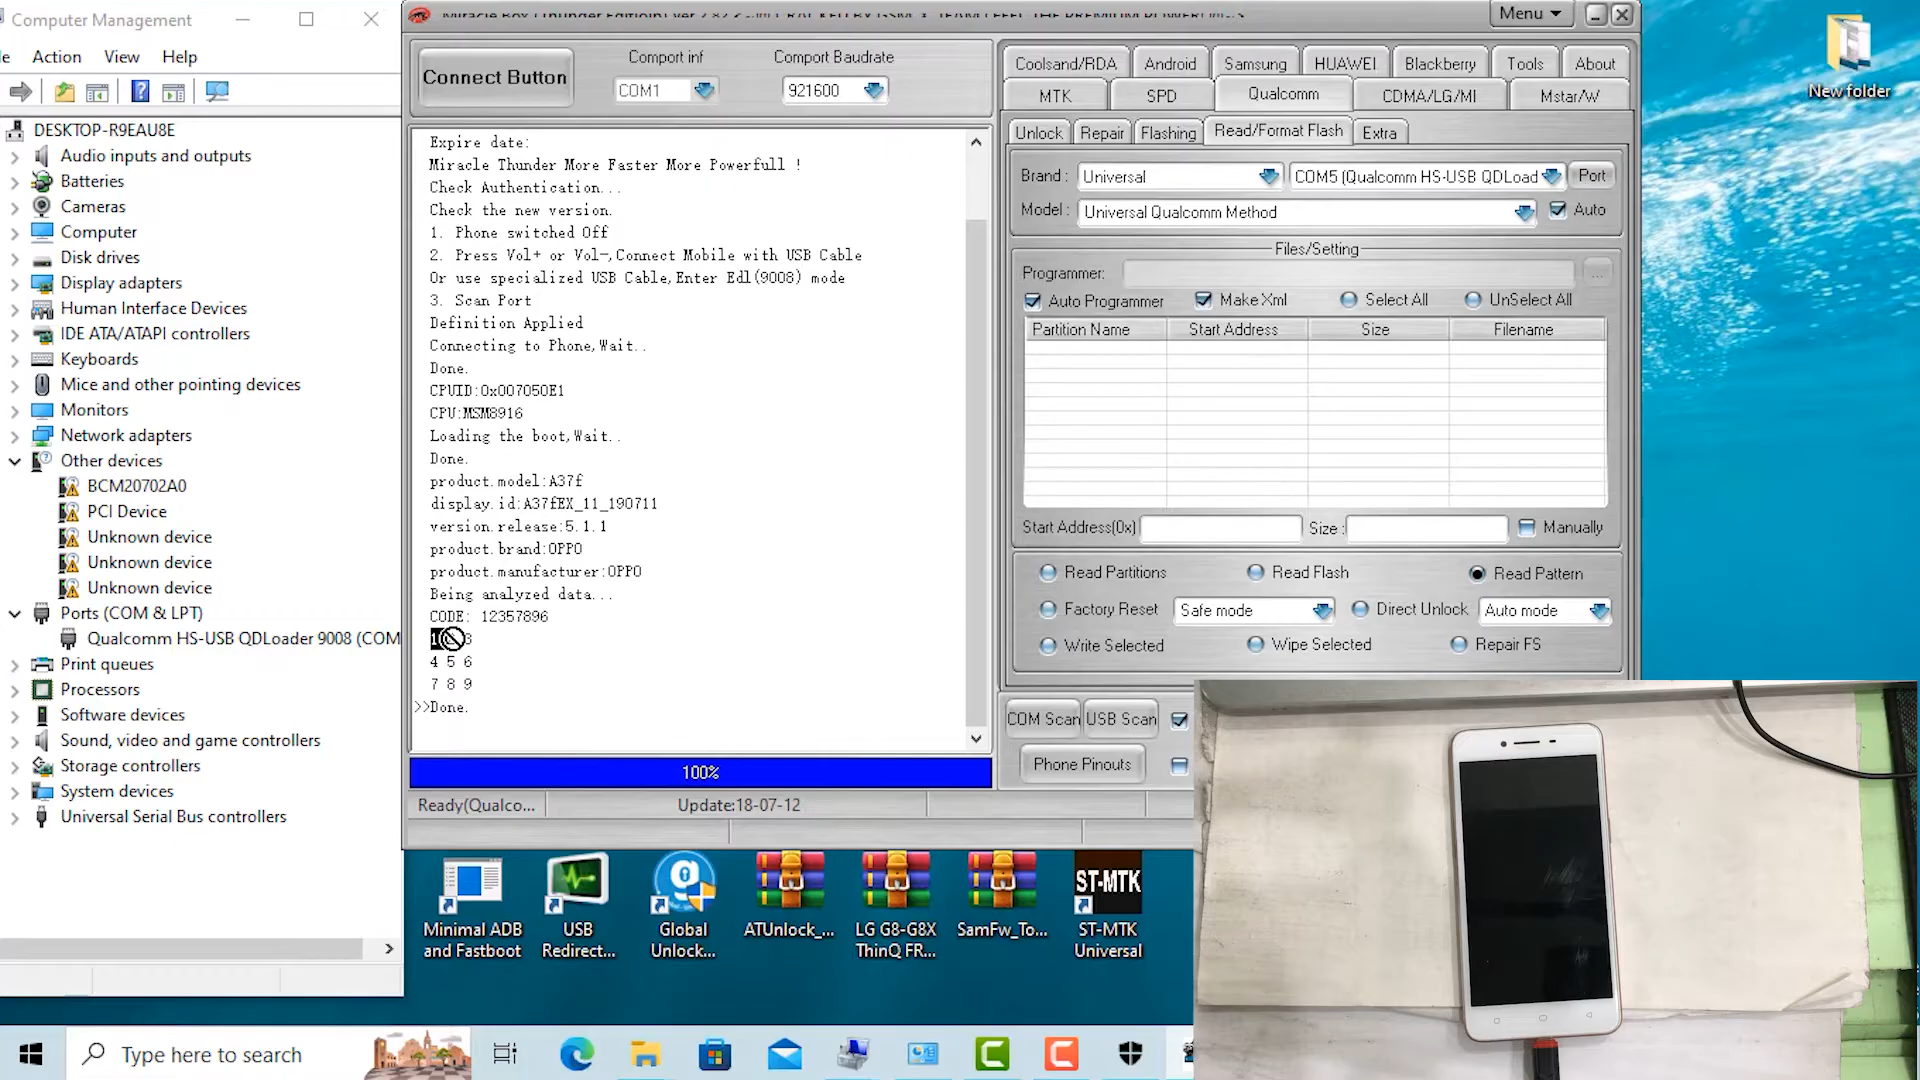 Computer Management
Action View Help
DESKTOP-R9EAU8E
Audio inputs and outputs
Batteries
Cameras
Computer
Disk drives
Display adapters
Human Interface Devices
IDE ATA/ATAPI controllers
Keyboards
Mice and other pointing devices
Monitors
Network adapters
Other devices
BCM20702A0
PCI Device
Unknown device
Unknown device
Unknown device
Ports (COM & LPT)
Qualcomm HS-USB QDLoader 9008 (COM
Print queues
Processors
Software devices
Sound, video and game controllers
Storage controllers
System devices
Universal Serial Bus controllers
Menu
Connect Button
Comport inf
COM1
Comport Baudrate
921600
Expire date:
Miracle Thunder More Faster More Powerfull !
Check Authentication...
Check the new version.
1. Phone switched Off
2. Press Vol+ or Vol-,Connect Mobile with USB Cable
Or use specialized USB Cable,Enter Edl(9008) mode
3. Scan Port
Definition Applied
Connecting to Phone,Wait..
Done.
CPUID:0x007050E1
CPU:MSM8916
Loading the boot,Wait..
Done.
product.model:A37f
display.id:A37fEX_11_190711
version.release:5.1.1
product.brand:OPPO
product.manufacturer:OPPO
Being analyzed data...
CODE: 12357896
1 3
4 5 6
7 8 9
>>Done.
100%
Ready(Qualco...
Update:18-07-12
Coolsand/RDA Android Samsung HUAWEI Blackberry Tools About
MTK SPD Qualcomm CDMA/LG/MI Mstar/W
Unlock Repair Flashing Read/Format Flash Extra
Brand : Universal COM5 (Qualcomm HS-USB QDLoad Port
Model : Universal Qualcomm Method Auto
Files/Setting
Programmer: ...
Auto Programmer Make Xml Select All UnSelect All
Partition Name Start Address Size Filename
Start Address(0x) Size : Manually
Read Partitions Read Flash Read Pattern
Factory Reset Safe mode Direct Unlock Auto mode
Write Selected Wipe Selected Repair FS
COM Scan USB Scan
Phone Pinouts
New folder
Minimal ADB and Fastboot
USB Redirect...
Global Unlock...
ATUnlock_...
LG G8-G8X ThinQ FR...
SamFw_To...
ST-MTK
ST-MTK Universal
Type here to search